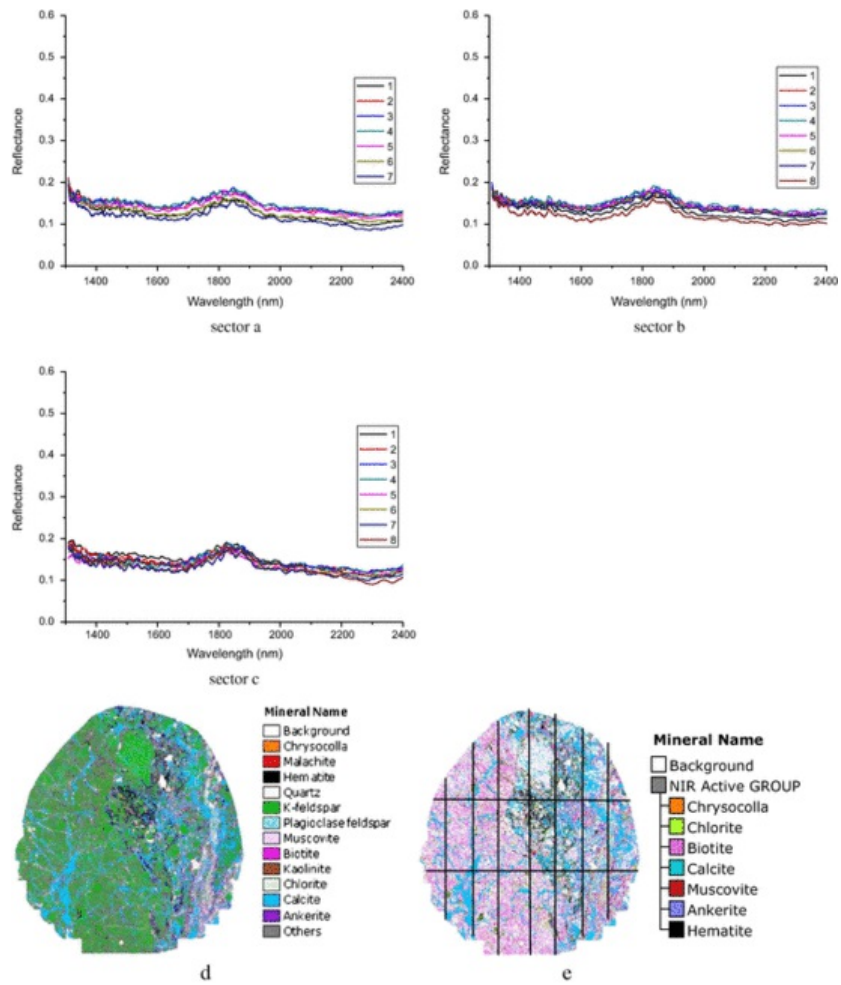 0.6
0.5
0.4
0.3
0.2
0.1
0.0
Reflectance
1
2
3
4
5
6
7
1400 1600 1800 2000 2200 2400
Wavelength (nm)
sector a
0.6
0.5
0.4
0.3
0.2
0.1
0.0
Reflectance
1
2
3
4
5
6
7
8
1400 1600 1800 2000 2200 2400
Wavelength (nm)
sector b
0.6
0.5
0.4
0.3
0.2
0.1
0.0
Reflectance
1
2
3
4
5
6
7
8
1400 1600 1800 2000 2200 2400
Wavelength (nm)
sector c
Mineral Name
Background
Chrysocolla
Malachite
Hematite
Quartz
K-feldspar
Plagioclase feldspar
Muscovite
Biotite
Kaolinite
Chlorite
Calcite
Ankerite
Others
d
Mineral Name
Background
NIR Active GROUP
Chrysocolla
Chlorite
Biotite
Calcite
Muscovite
Ankerite
Hematite
e